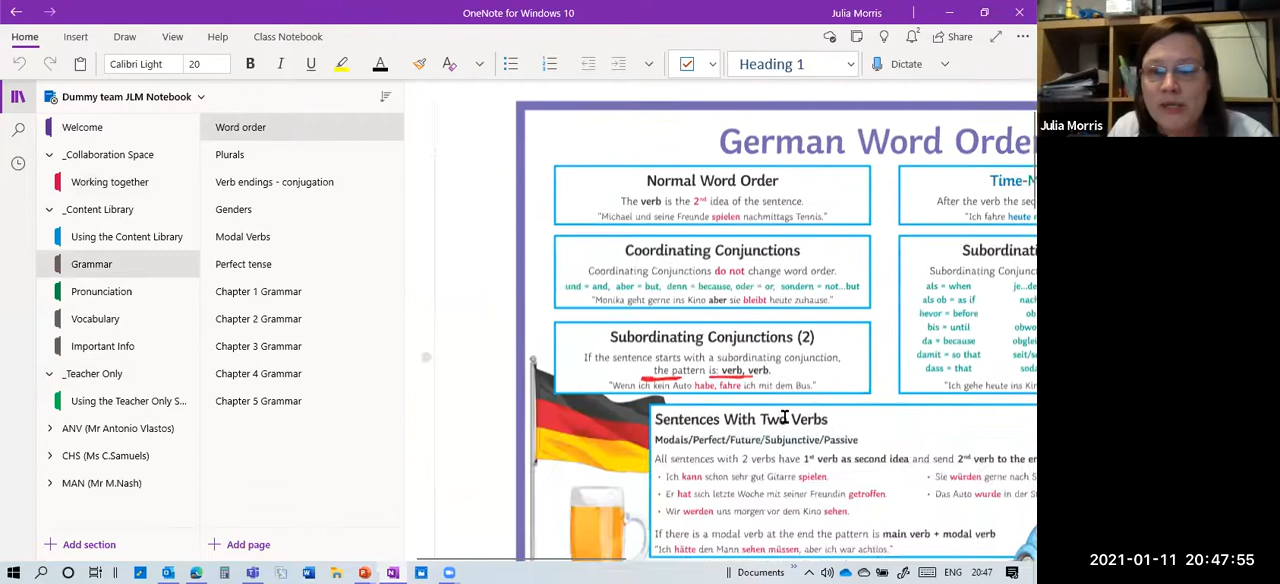 OneNote for Windows 10
Julia Morris
Home
Insert
Draw
View
Help
Class Notebook
Share
Calibri Light
20
B
I
U
A
Heading 1
Dictate
Dummy team JLM Notebook
Welcome
_Collaboration Space
Working together
_Content Library
Using the Content Library
Grammar
Pronunciation
Vocabulary
Important Info
_Teacher Only
Using the Teacher Only S...
ANV (Mr Antonio Vlastos)
CHS (Ms C.Samuels)
MAN (Mr M.Nash)
Add section
Word order
Plurals
Verb endings - conjugation
Genders
Modal Verbs
Perfect tense
Chapter 1 Grammar
Chapter 2 Grammar
Chapter 3 Grammar
Chapter 4 Grammar
Chapter 5 Grammar
Add page
German Word Orde
Normal Word Order
The verb is the 2nd idea of the sentence.
"Michael und seine Freunde spielen nachmittags Tennis."
Coordinating Conjunctions
Coordinating Conjunctions do not change word order.
und = and, aber = but, denn = because, oder = or, sondern = not...but
"Monika geht gerne ins Kino aber sie bleibt heute zuhause."
Subordinating Conjunctions (2)
If the sentence starts with a subordinating conjunction,
the pattern is: verb, verb.
"Wenn ich kein Auto habe, fahre ich mit dem Bus."
Time-M
After the verb the seq
"Ich fahre heute
Subordi
Subordinating Conjunc
als = when
als ob = as if
hevor = before
bis = until
da = because
damit = so that
dass = that
je...de
nach
ob
obwo
obglei
seit/s
soda
"Ich gehe heute ins Ki
Sentences With Two Verbs
Modals/Perfect/Future/Subjunctive/Passive
All sentences with 2 verbs have 1st verb as second idea and send 2nd verb to the en
• Ich kann schon sehr gut Gitarre spielen.
• Er hat sich letzte Woche mit seiner Freundin getroffen.
• Wir werden uns morgen vor dem Kino sehen.
• Sie würden gerne nach S
• Das Auto wurde in der St
If there is a modal verb at the end the pattern is main verb + modal verb
"Ich hätte den Mann sehen müssen, aber ich war achtlos."
Julia Morris
2021-01-11 20:47:55
Documents
ENG
20:47